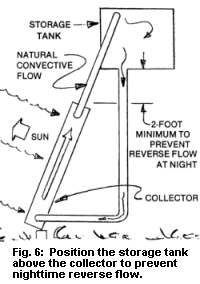 STORAGE
TANK
NATURAL
CONVECTIVE
FLOW
SUN
2-FOOT
MINIMUM TO
PREVENT
REVERSE FLOW
AT NIGHT
COLLECTOR
Fig. 6: Position the storage tank
above the collector to prevent
nighttime reverse flow.